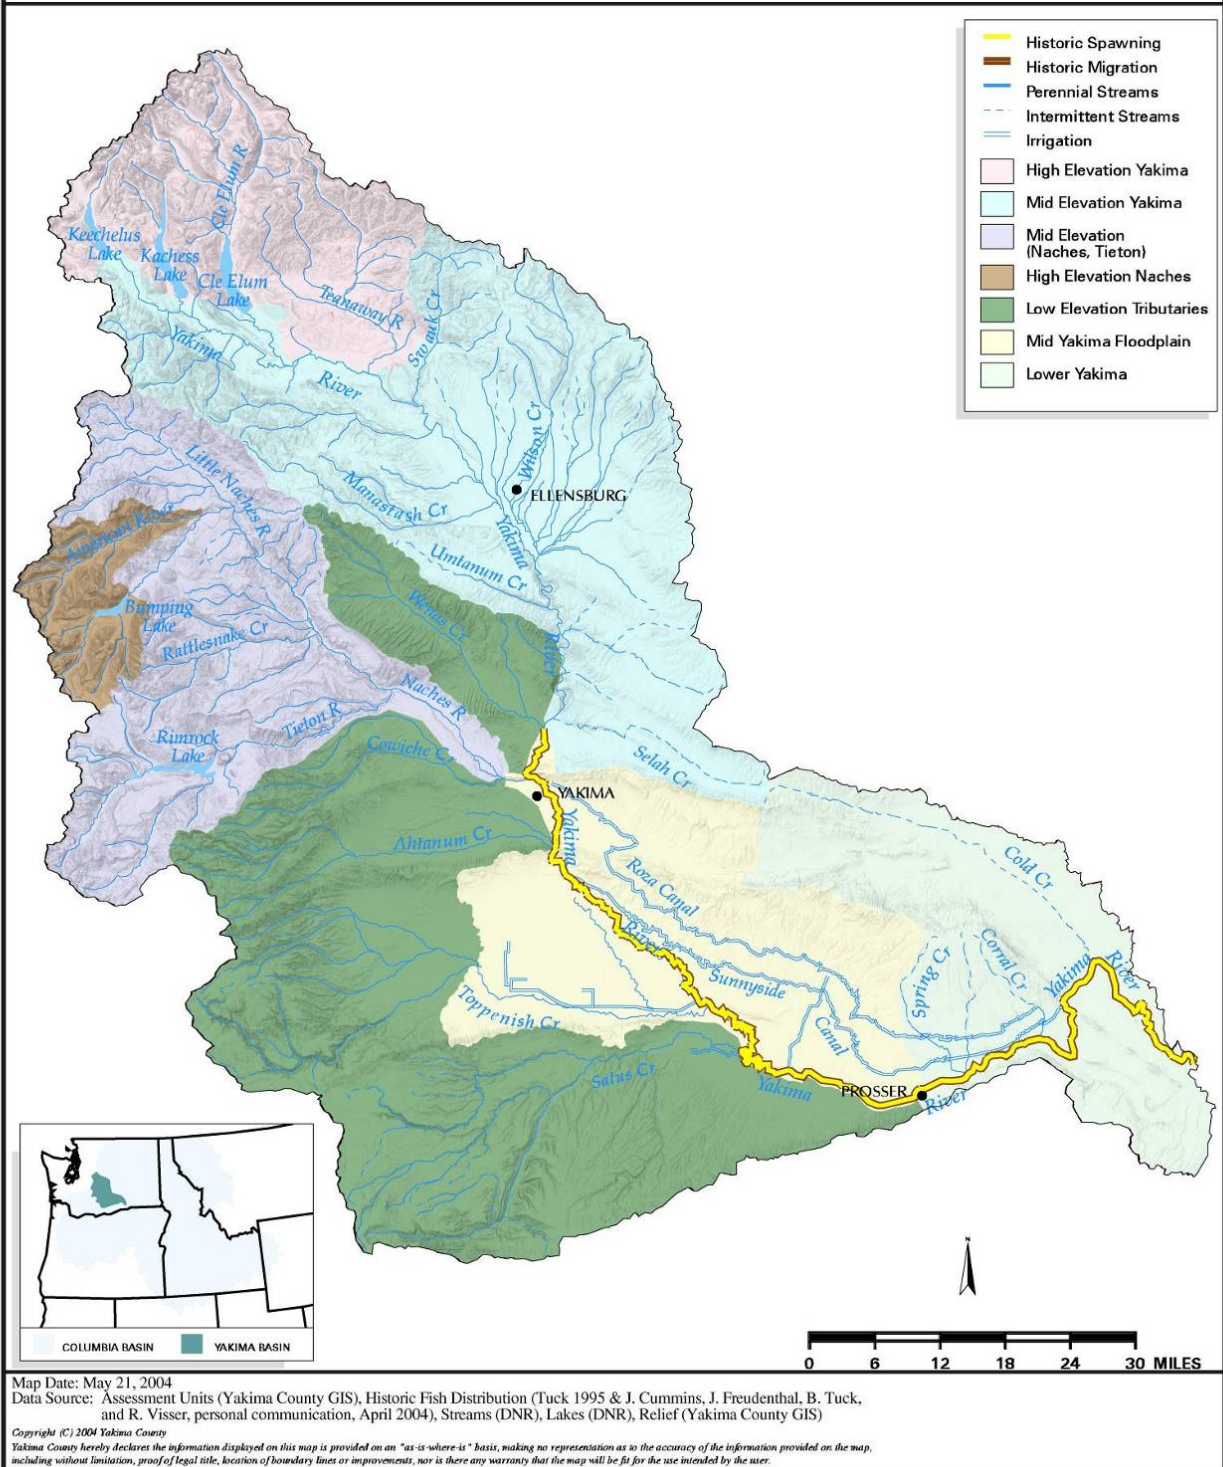 Historic Spawning
Historic Migration
Perennial Streams
Intermittent Streams
Irrigation
High Elevation Yakima
Mid Elevation Yakima
Mid Elevation
(Naches, Tieton)
High Elevation Naches
Low Elevation Tributaries
Mid Yakima Floodplain
Lower Yakima
Cle Elum R
Keechelus
Lake
Kachess
Lake
Cle Elum
Lake
Teanaway R
Swauk Cr
Yakima
River
Wilson Cr
ELLENSBURG
Little Naches R
Manastash Cr
Yakima
American River
Umtanum Cr
Bumping
Lake
Wenas Cr
Rattlesnake Cr
River
Naches R
Tieton R
Rimrock
Lake
Cowiche Cr
Selah Cr
YAKIMA
Yakima
Ahtanum Cr
Roza Canal
Cold Cr
River
Sunnyside
Canal
Spring Cr
Corral Cr
Yakima
River
Toppenish Cr
Satus Cr
Yakima
PROSSER
River
COLUMBIA BASIN
YAKIMA BASIN
N
0 6 12 18 24 30 MILES
Map Date: May 21, 2004
Data Source: Assessment Units (Yakima County GIS), Historic Fish Distribution (Tuck 1995 & J. Cummins, J. Freudenthal, B. Tuck,
and R. Visser, personal communication, April 2004), Streams (DNR), Lakes (DNR), Relief (Yakima County GIS)
Copyright (C) 2004 Yakima County
Yakima County hereby declares the information displayed on this map is provided on an "as-is-where-is" basis, making no representation as to the accuracy of the information provided on the map,
including without limitation, proof of legal title, location of boundary lines or improvements, nor is there any warranty that the map will be fit for the use intended by the user.